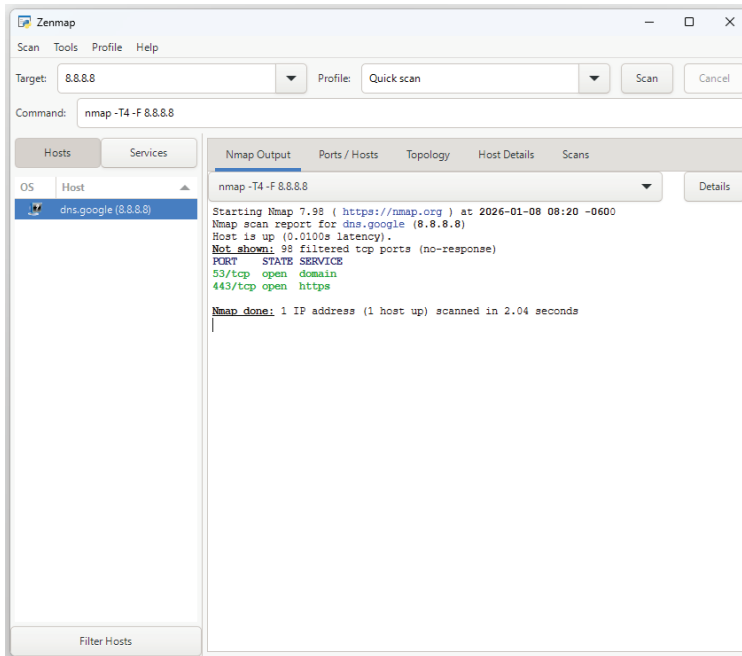 Zenmap
Scan Tools Profile Help
Target: 8.8.8.8 Profile: Quick scan Scan Cancel
Command: nmap -T4 -F 8.8.8.8
Hosts Services
OS Host
dns.google (8.8.8.8)
Filter Hosts
Nmap Output Ports / Hosts Topology Host Details Scans
nmap -T4 -F 8.8.8.8 Details
Starting Nmap 7.98 ( https://nmap.org ) at 2026-01-08 08:20 -0600
Nmap scan report for dns.google (8.8.8.8)
Host is up (0.0100s latency).
Not shown: 98 filtered tcp ports (no-response)
PORT STATE SERVICE
53/tcp open domain
443/tcp open https
Nmap done: 1 IP address (1 host up) scanned in 2.04 seconds